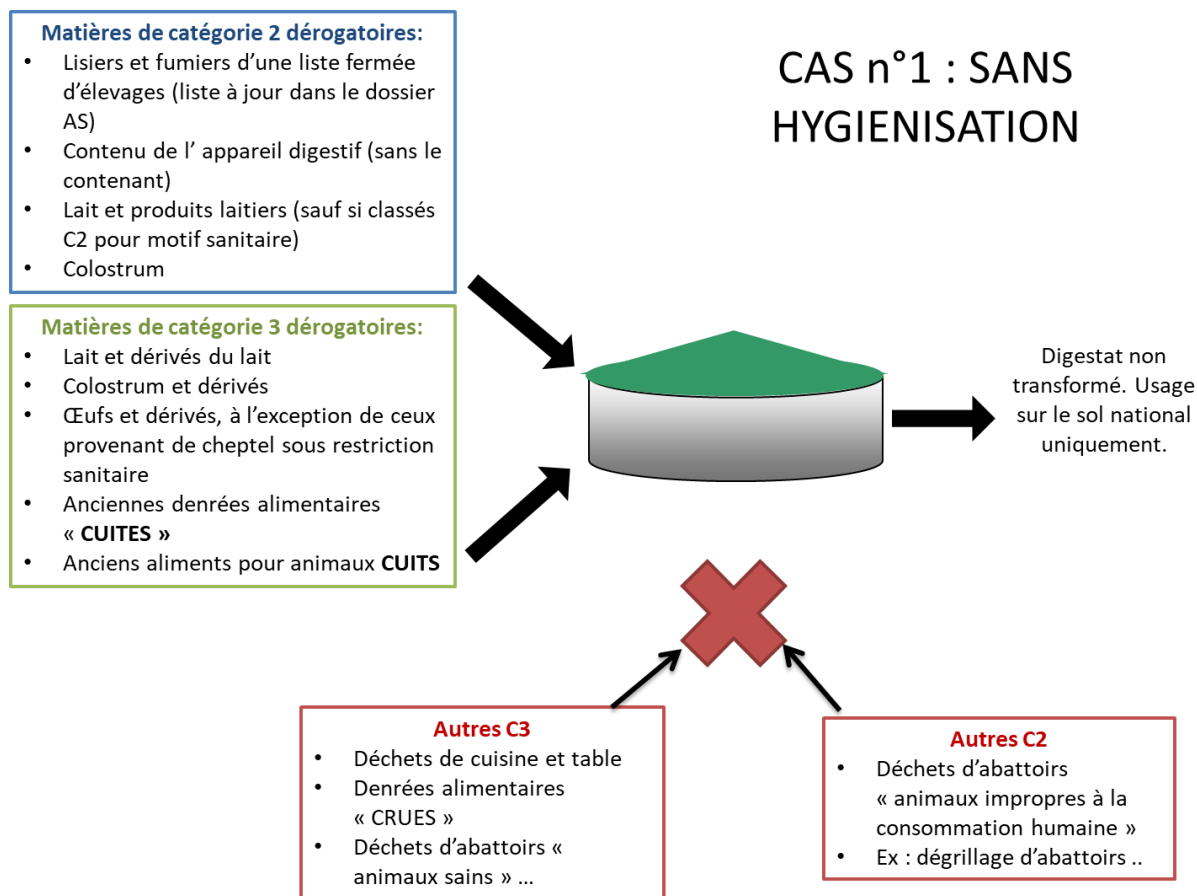 Matières de catégorie 2 dérogatoires:
• Lisiers et fumiers d'une liste fermée
d'élevages (liste à jour dans le dossier
AS)
• Contenu de l' appareil digestif (sans le
contenant)
• Lait et produits laitiers (sauf si classés
C2 pour motif sanitaire)
• Colostrum
CAS n°1 : SANS
HYGIENISATION
Matières de catégorie 3 dérogatoires:
• Lait et dérivés du lait
• Colostrum et dérivés
• Œufs et dérivés, à l'exception de ceux
provenant de cheptel sous restriction
sanitaire
• Anciennes denrées alimentaires
« CUITES »
• Anciens aliments pour animaux CUITS
Digestat non
transformé. Usage
sur le sol national
uniquement.
Autres C3
• Déchets de cuisine et table
• Denrées alimentaires
« CRUES »
• Déchets d'abattoirs «
animaux sains » ...
Autres C2
• Déchets d'abattoirs
« animaux impropres à la
consommation humaine »
• Ex : dégrillage d'abattoirs ..